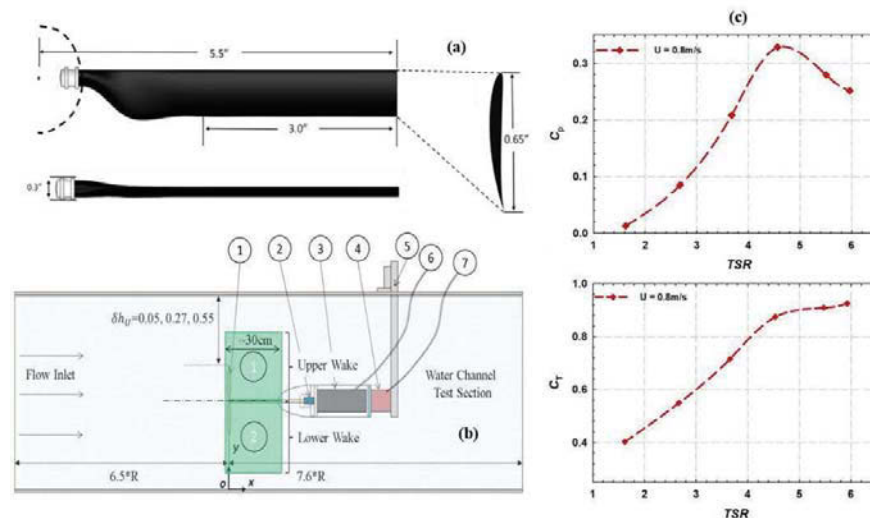 (a)
5.5"
3.0"
0.65"
0.3"
1 2 3 4 5 6 7
δh_U=0.05, 0.27, 0.55
~30cm
1
Upper Wake
Flow Inlet
Water Channel
Test Section
2
Lower Wake
(b)
y
6.5*R
7.6*R
o x
(c)
U = 0.8m/s
C_P
0.3
0.2
0.1
0.0
1 2 3 4 5 6
TSR
U = 0.8m/s
C_T
1.0
0.8
0.6
0.4
1 2 3 4 5 6
TSR